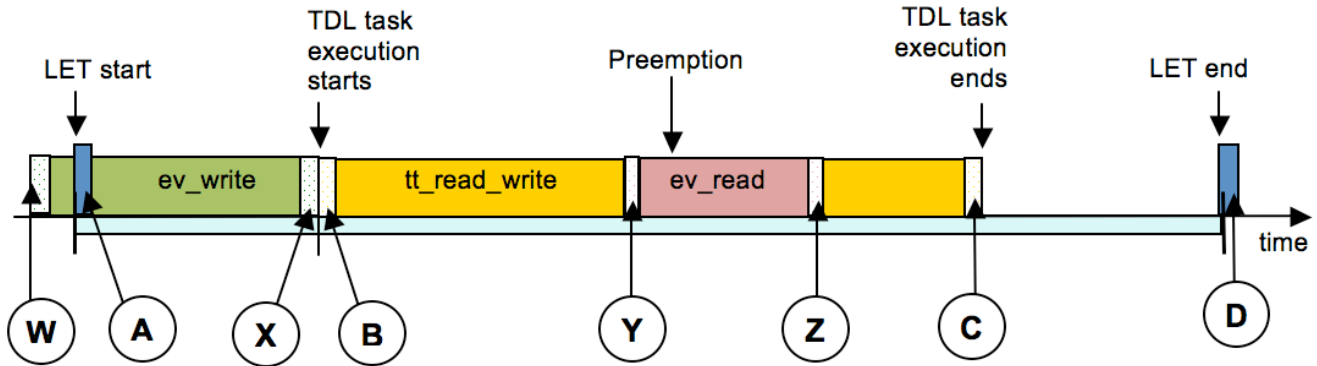 LET start
TDL task
execution
starts
Preemption
TDL task
execution
ends
LET end
ev_write
tt_read_write
ev_read
time
W
A
X
B
Y
Z
C
D